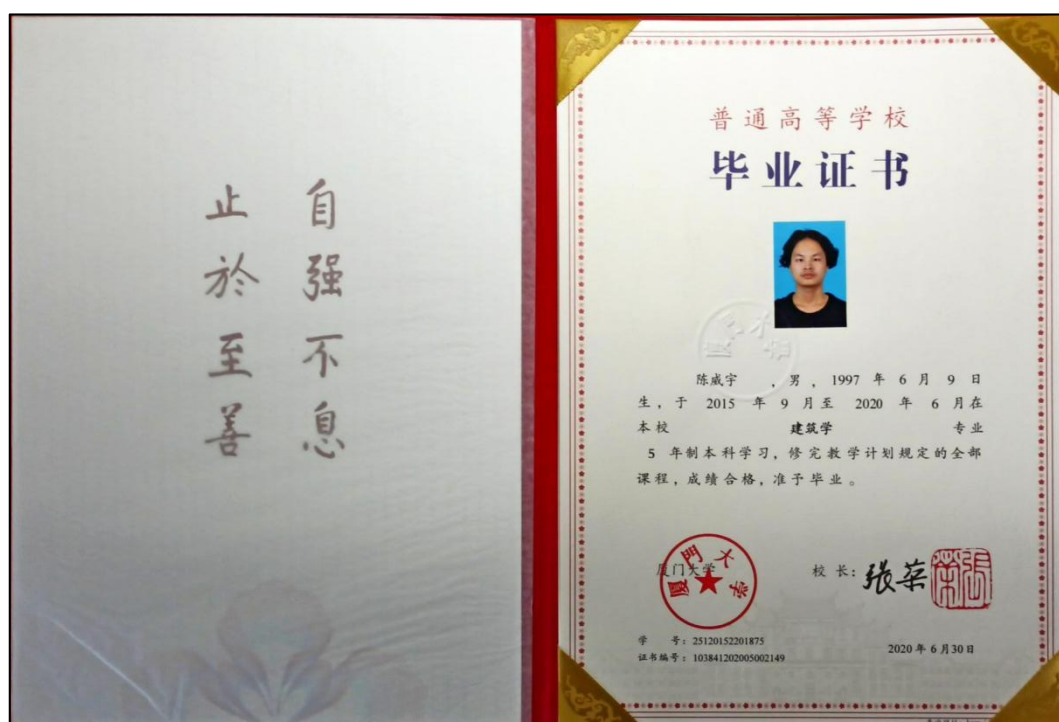 自强不息
止於至善
普通高等学校
毕业证书
陈威宇 ，男，1997 年 6 月 9 日
生，于 2015 年 9 月至 2020 年 6 月在
本校 建筑学 专业
5 年制本科学习，修完教学计划规定的全部
课程，成绩合格，准予毕业。
厦门大学
厦門大学
校 长：张荣
学 号：25120152201875
证书编号：103841202005002149
2020 年 6 月 30 日